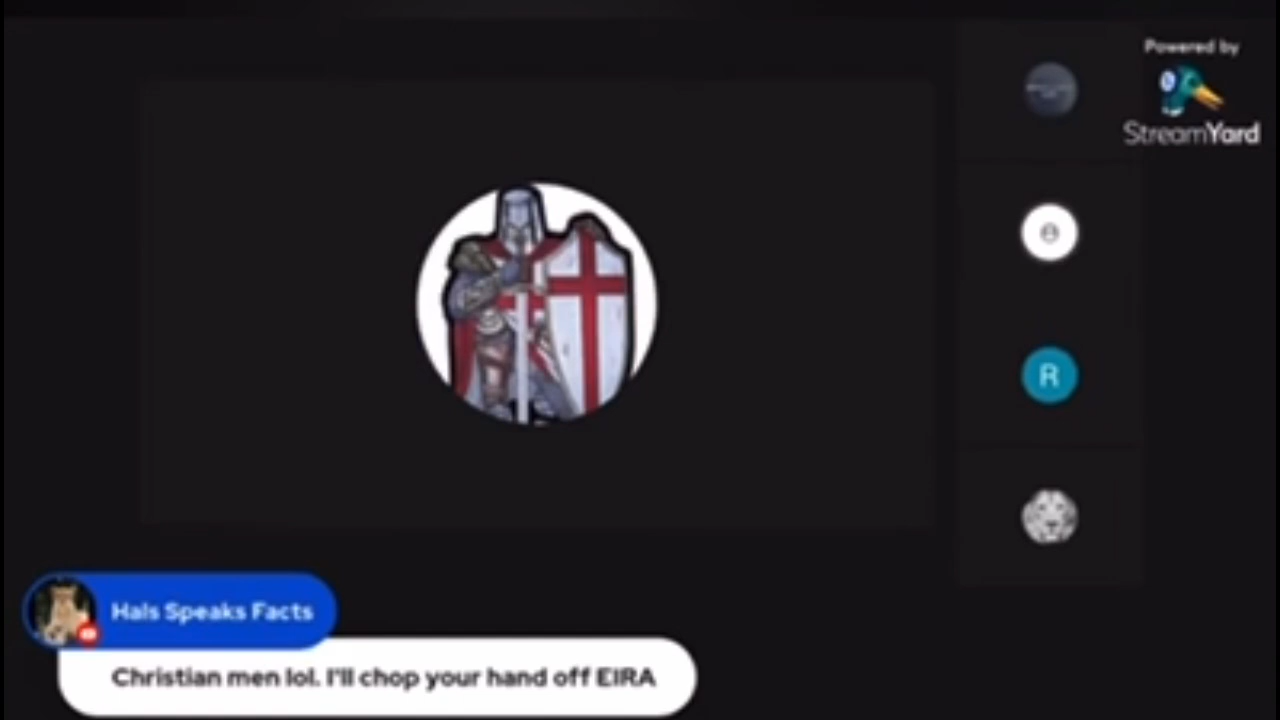 Powered by
StreamYard
R
Hals Speaks Facts
Christian men lol. I'll chop your hand off EIRA